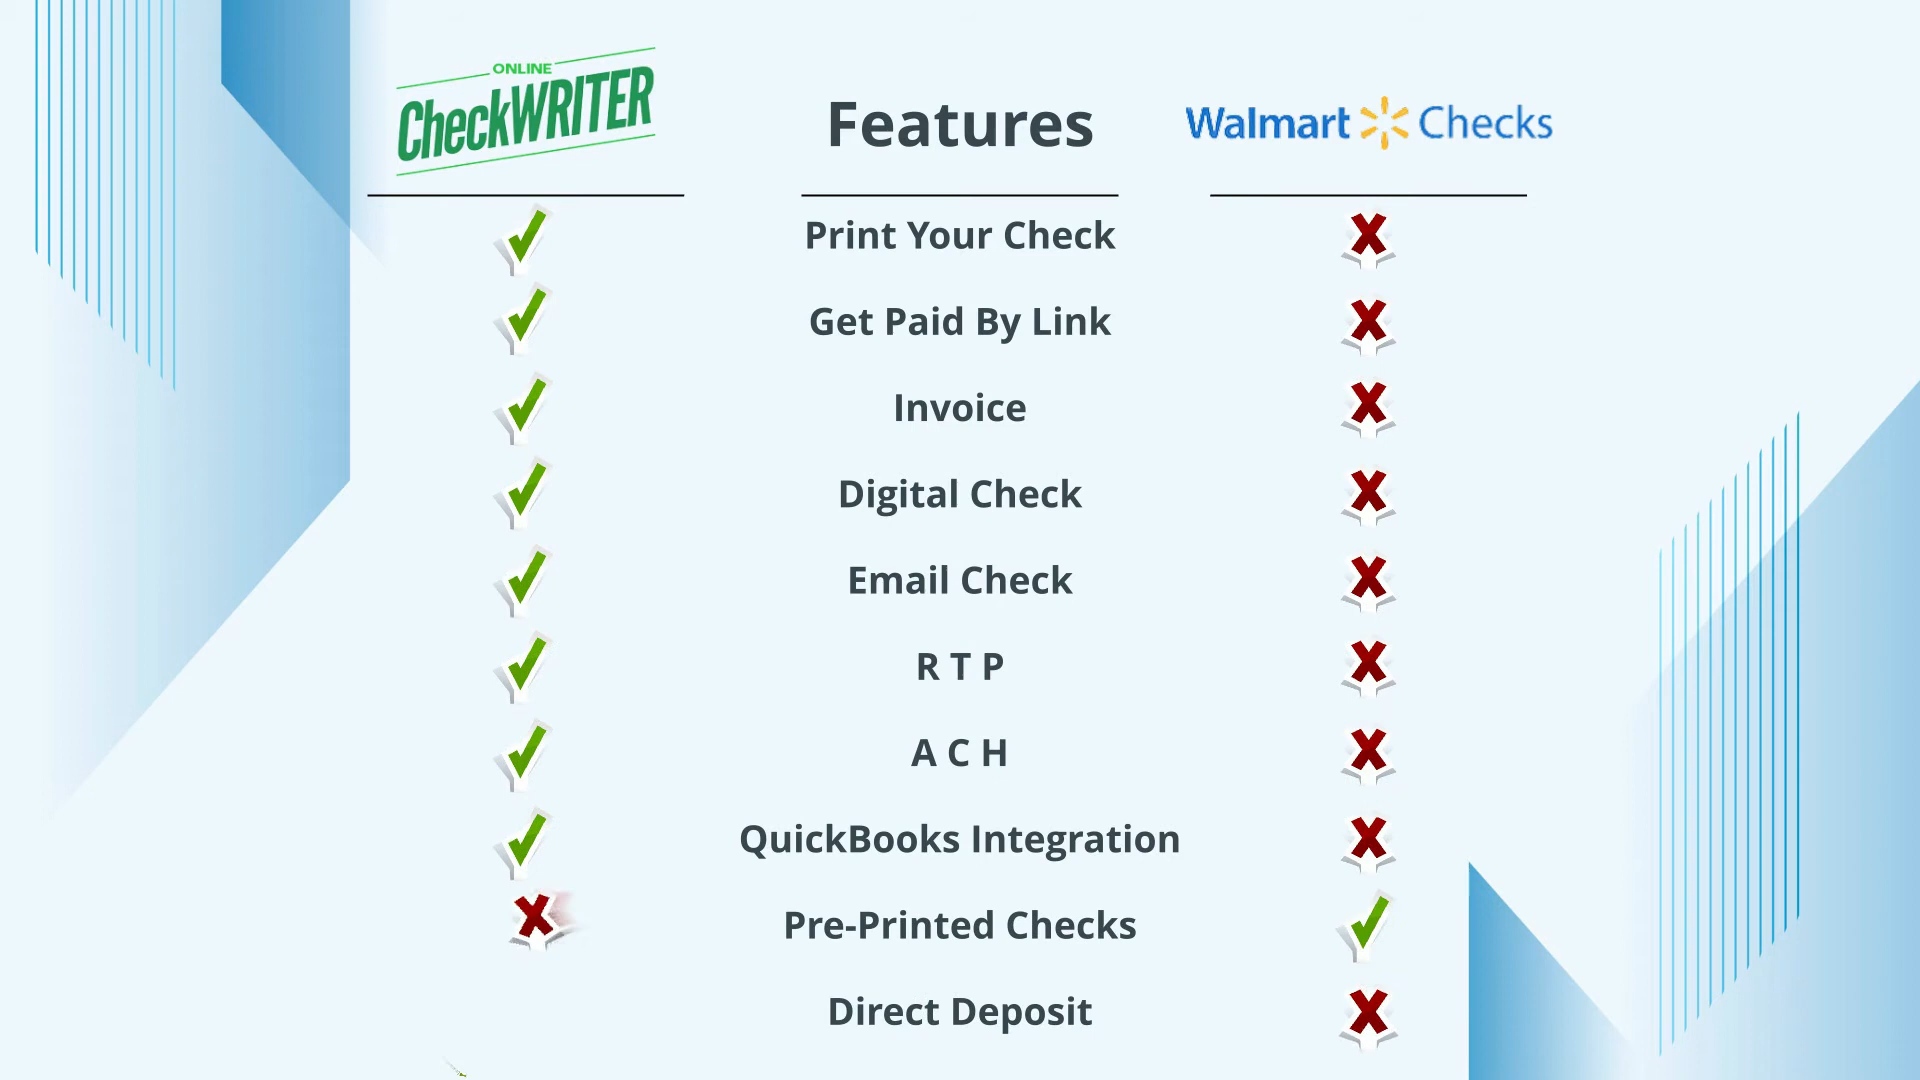 ONLINE
CheckWRITER
Features
Walmart Checks
Print Your Check
Get Paid By Link
Invoice
Digital Check
Email Check
R T P
A C H
QuickBooks Integration
Pre-Printed Checks
Direct Deposit